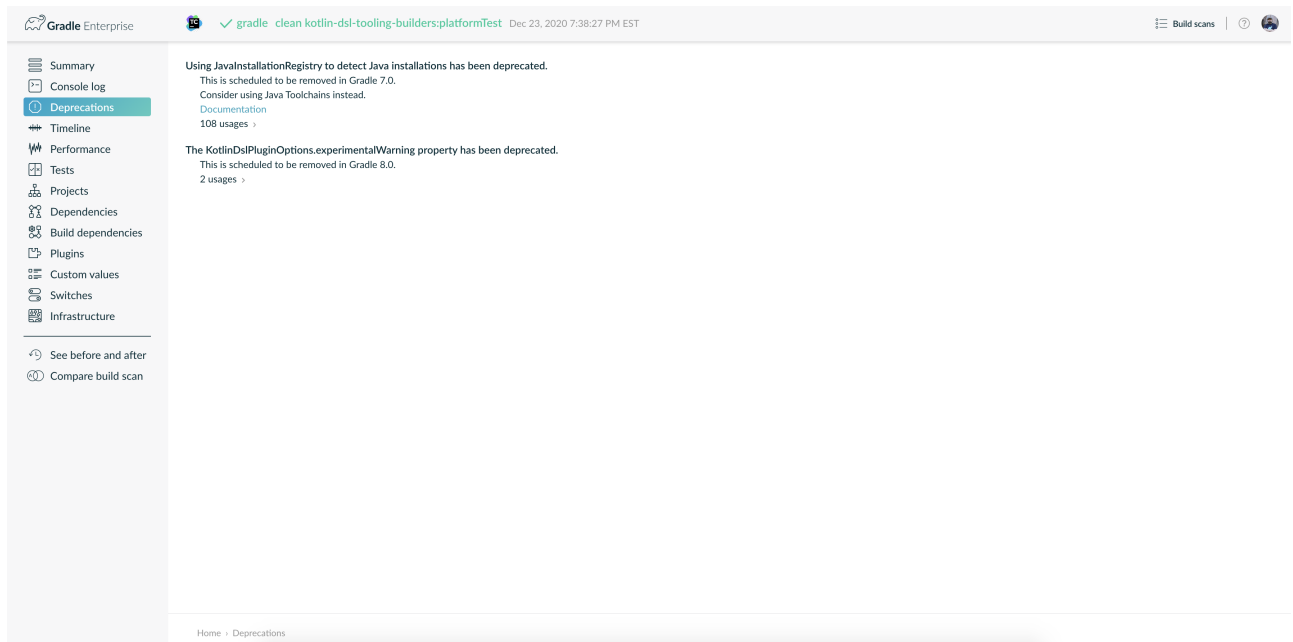 Gradle Enterprise
TC
gradle clean kotlin-dsl-tooling-builders:platformTest Dec 23, 2020 7:38:27 PM EST
Build scans
Summary
Console log
Deprecations
Timeline
Performance
Tests
Projects
Dependencies
Build dependencies
Plugins
Custom values
Switches
Infrastructure
See before and after
Compare build scan
Using JavaInstallationRegistry to detect Java installations has been deprecated.
This is scheduled to be removed in Gradle 7.0.
Consider using Java Toolchains instead.
Documentation
108 usages ›
The KotlinDslPluginOptions.experimentalWarning property has been deprecated.
This is scheduled to be removed in Gradle 8.0.
2 usages ›
Home › Deprecations